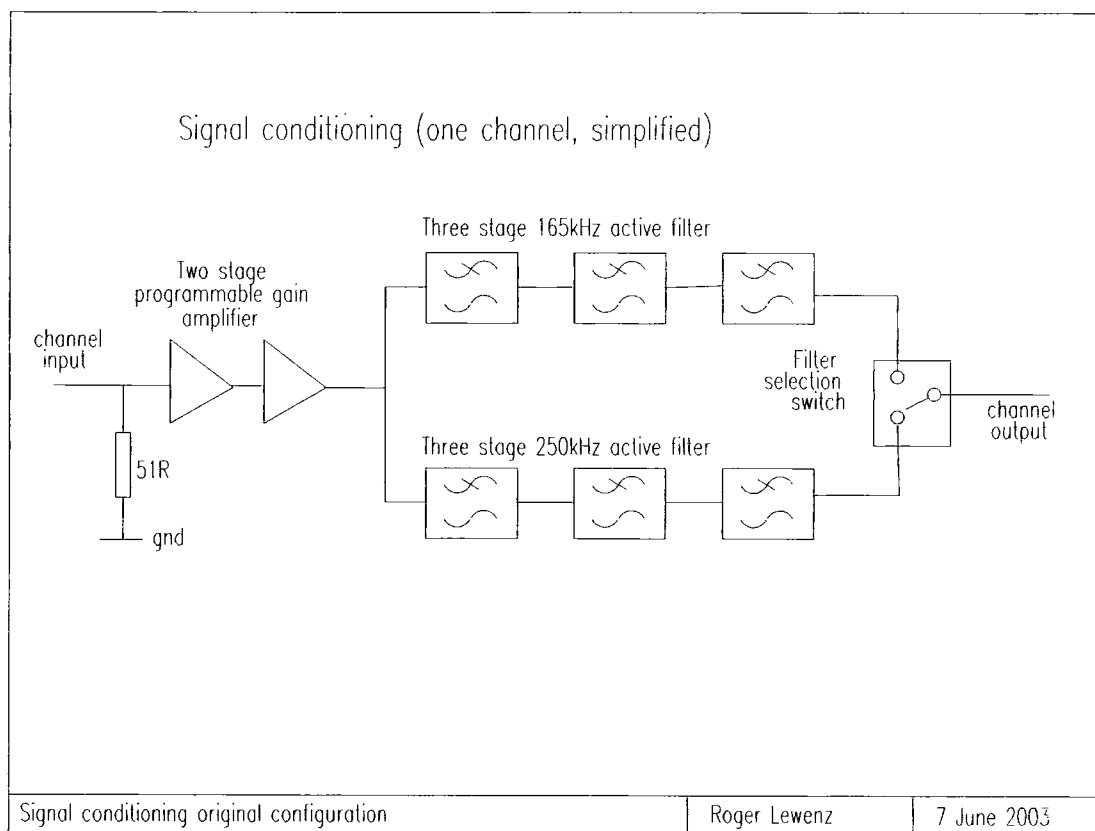 Signal conditioning (one channel, simplified)
Three stage 165kHz active filter
Two stage
programmable gain
amplifier
channel
input
Filter
selection
switch
channel
output
Three stage 250kHz active filter
51R
gnd
Signal conditioning original configuration
Roger Lewenz
7 June 2003